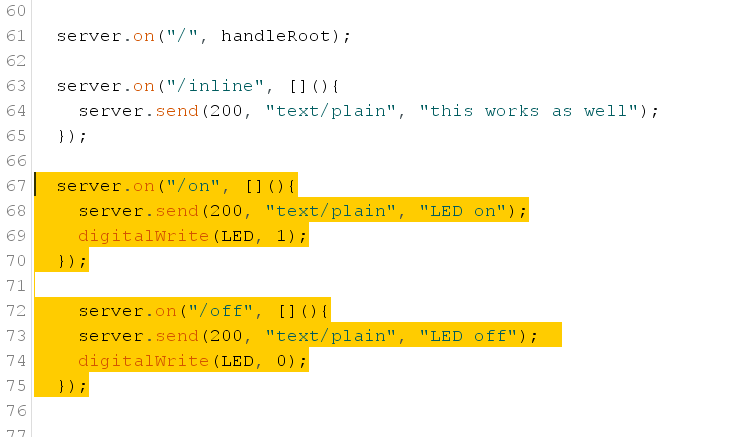 60
61 server.on("/", handleRoot);
62
63 server.on("/inline", [](){
64 server.send(200, "text/plain", "this works as well");
65 });
66
67 server.on("/on", [](){
68 server.send(200, "text/plain", "LED on");
69 digitalWrite(LED, 1);
70 });
71
72 server.on("/off", [](){
73 server.send(200, "text/plain", "LED off");
74 digitalWrite(LED, 0);
75 });
76
77